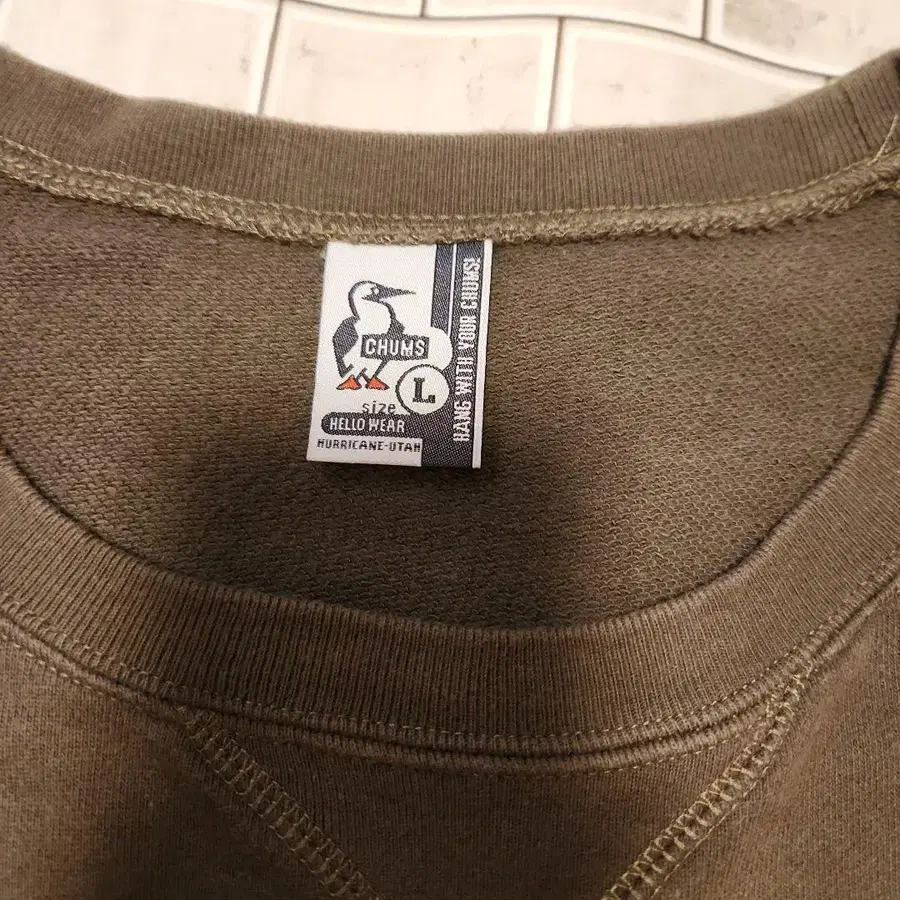 CHUMS
L
size
HELLO WEAR
HURRICANE-UTAH
HANG WITH YOUR CHUMS!